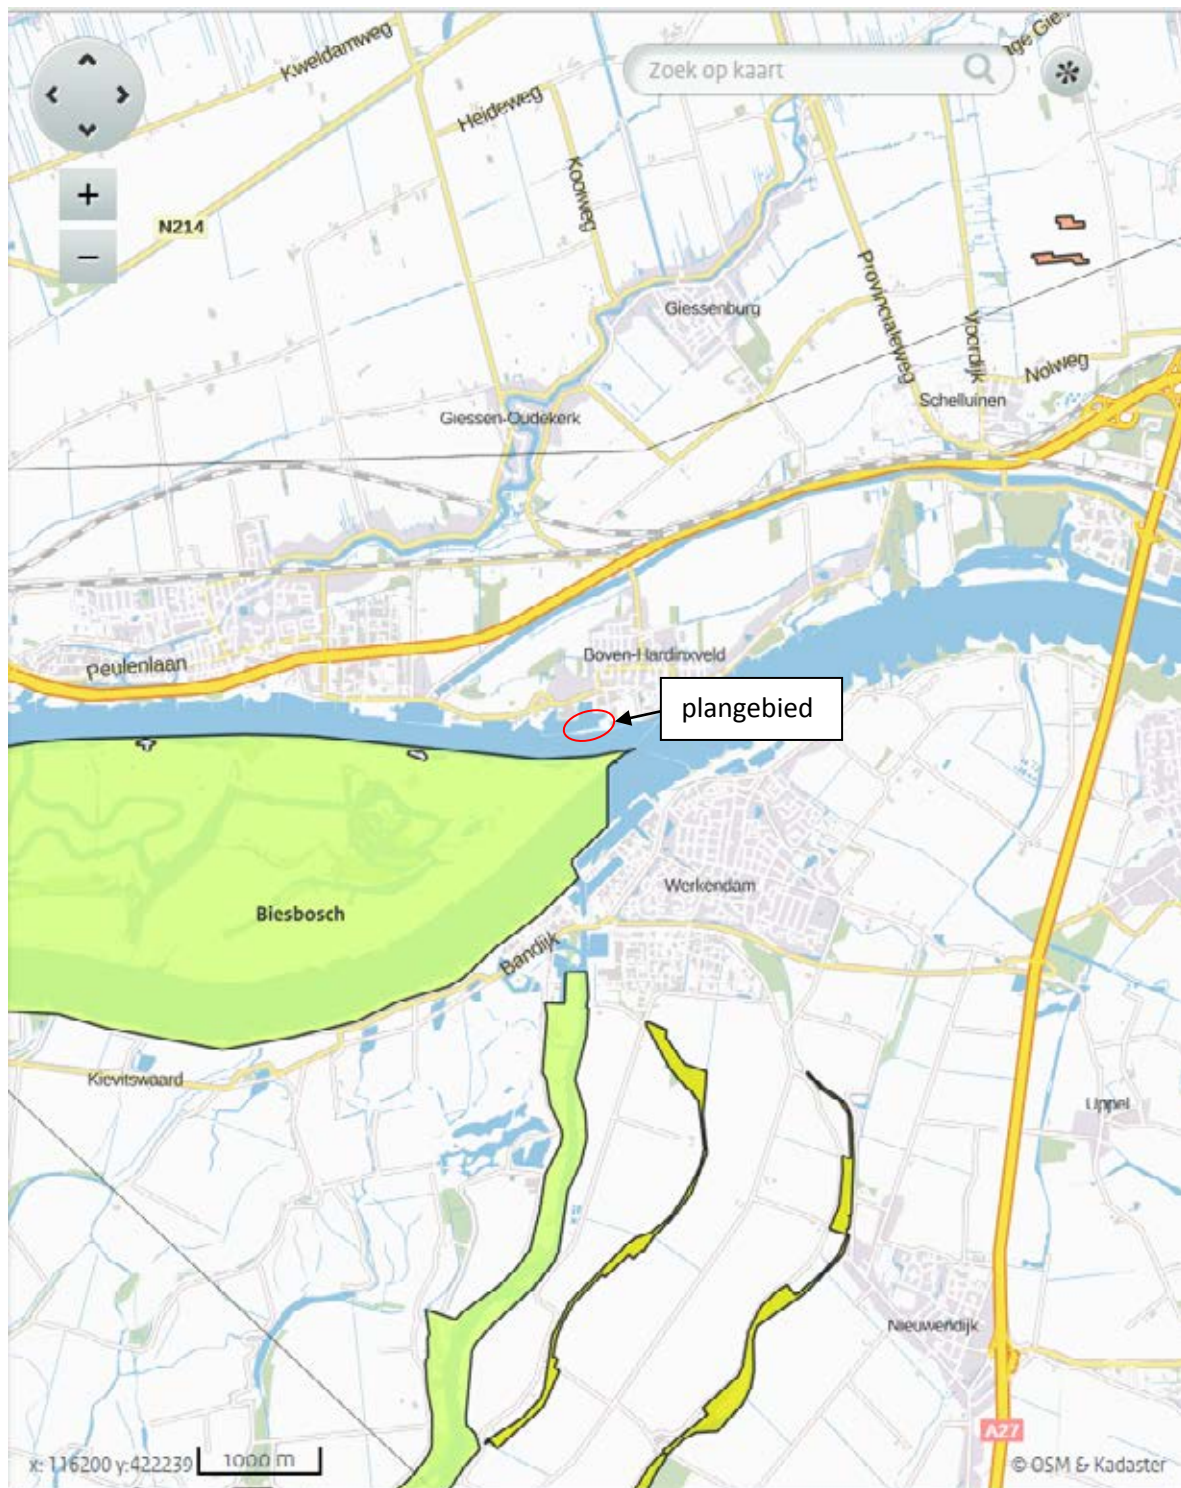 Kweldamweg
Zoek op kaart
Heideweg
Kooiweg
N214
Provincialeweg
Giessenburg
Voordijk
Nolweg
Schelluinen
Giessen-Oudekerk
Peulenlaan
Boven-Hardinxveld
plangebied
Werkendam
Biesbosch
Bandijk
Kievitswaard
Uppel
Nieuwendijk
A27
x: 116200 y:422239
1000 m
© OSM & Kadaster